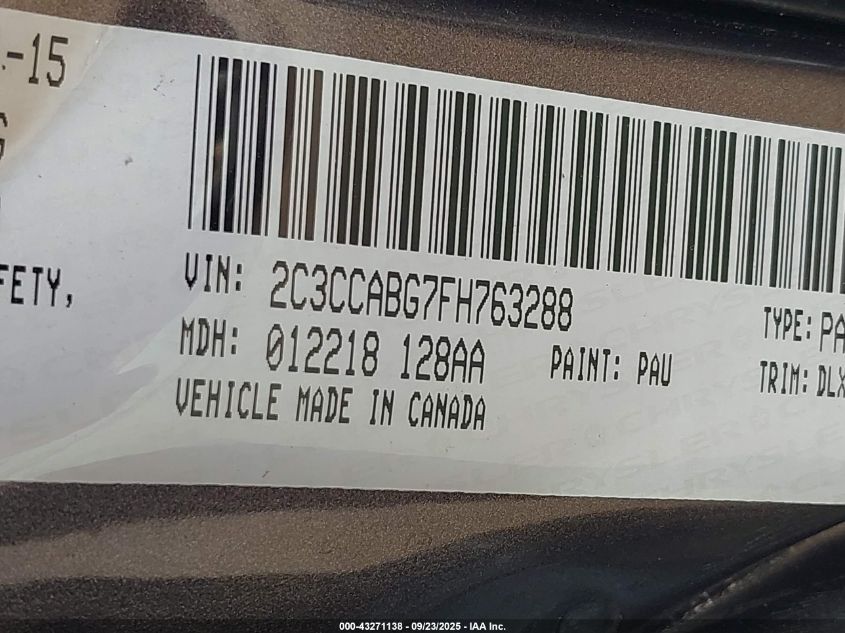 -15
G
FETY,
VIN: 2C3CCABG7FH763288
TYPE: PA
MDH: 012218 128AA
PAINT: PAU
TRIM: DLX
VEHICLE MADE IN CANADA
CHRYSLER
000-43271138 - 09/23/2025 - IAA Inc.